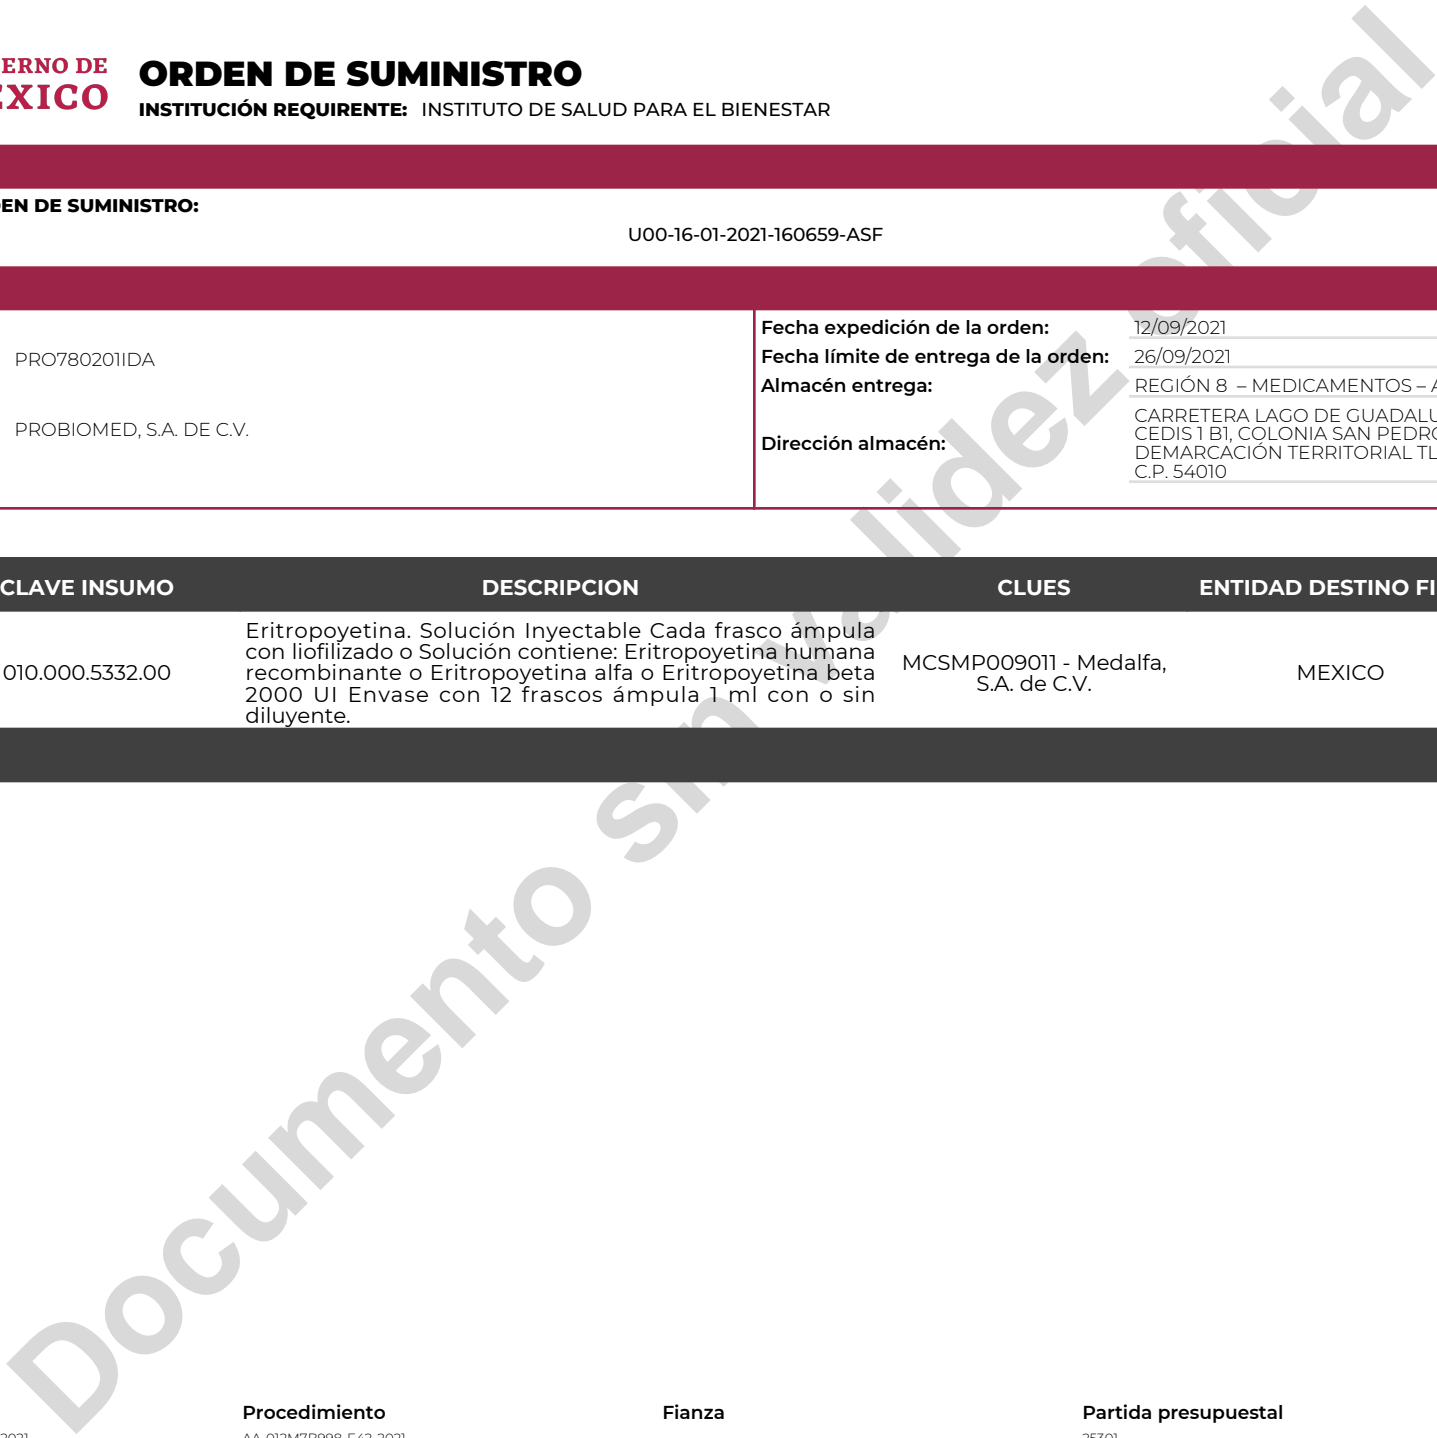 ERNO DE
EXICO
ORDEN DE SUMINISTRO
INSTITUCIÓN REQUIRENTE: INSTITUTO DE SALUD PARA EL BIENESTAR
EN DE SUMINISTRO:
U00-16-01-2021-160659-ASF
PRO780201IDA
PROBIOMED, S.A. DE C.V.
Fecha expedición de la orden: 12/09/2021
Fecha límite de entrega de la orden: 26/09/2021
Almacén entrega: REGIÓN 8 – MEDICAMENTOS – A
Dirección almacén:
CARRETERA LAGO DE GUADALU
CEDIS 1 B1, COLONIA SAN PEDRO
DEMARCACIÓN TERRITORIAL TL
C.P. 54010
CLAVE INSUMO DESCRIPCION CLUES ENTIDAD DESTINO FI
010.000.5332.00
Eritropoyetina. Solución Inyectable Cada frasco ámpula
con liofilizado o Solución contiene: Eritropoyetina humana
recombinante o Eritropoyetina alfa o Eritropoyetina beta
2000 UI Envase con 12 frascos ámpula 1 ml con o sin
diluyente.
MCSMP009011 - Medalfa,
S.A. de C.V.
MEXICO
Documento sin validez oficial
Procedimiento Fianza Partida presupuestal
2021 AA-012M7B998-E42-2021 25301